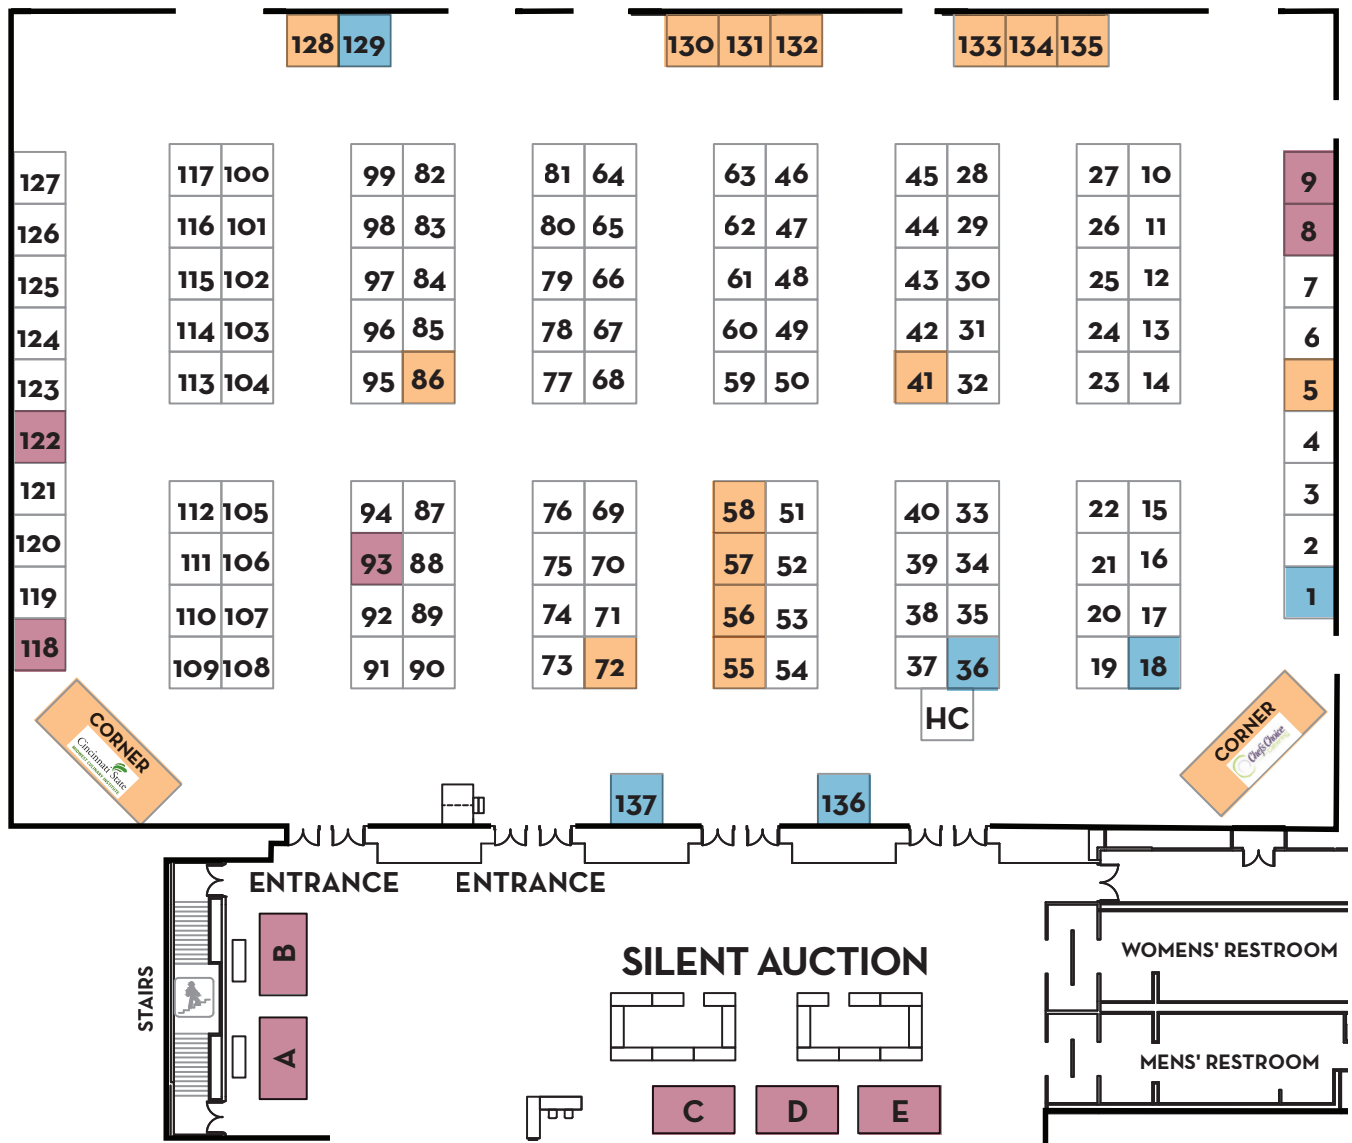 128 129 130 131 132 133 134 135
127 117 100 99 82 81 64 63 46 45 28 27 10 9
126 116 101 98 83 80 65 62 47 44 29 26 11 8
125 115 102 97 84 79 66 61 48 43 30 25 12 7
124 114 103 96 85 78 67 60 49 42 31 24 13 6
123 113 104 95 86 77 68 59 50 41 32 23 14 5
122 4
121 112 105 94 87 76 69 58 51 40 33 22 15 3
120 111 106 93 88 75 70 57 52 39 34 21 16 2
119 110 107 92 89 74 71 56 53 38 35 20 17 1
118 109 108 91 90 73 72 55 54 37 36 19 18
HC
CORNER
Cincinnati State
MIDWEST CULINARY INSTITUTE
CORNER
Chef's Choice
137 136
ENTRANCE ENTRANCE
B
SILENT AUCTION
WOMENS' RESTROOM
STAIRS
A
MENS' RESTROOM
C D E